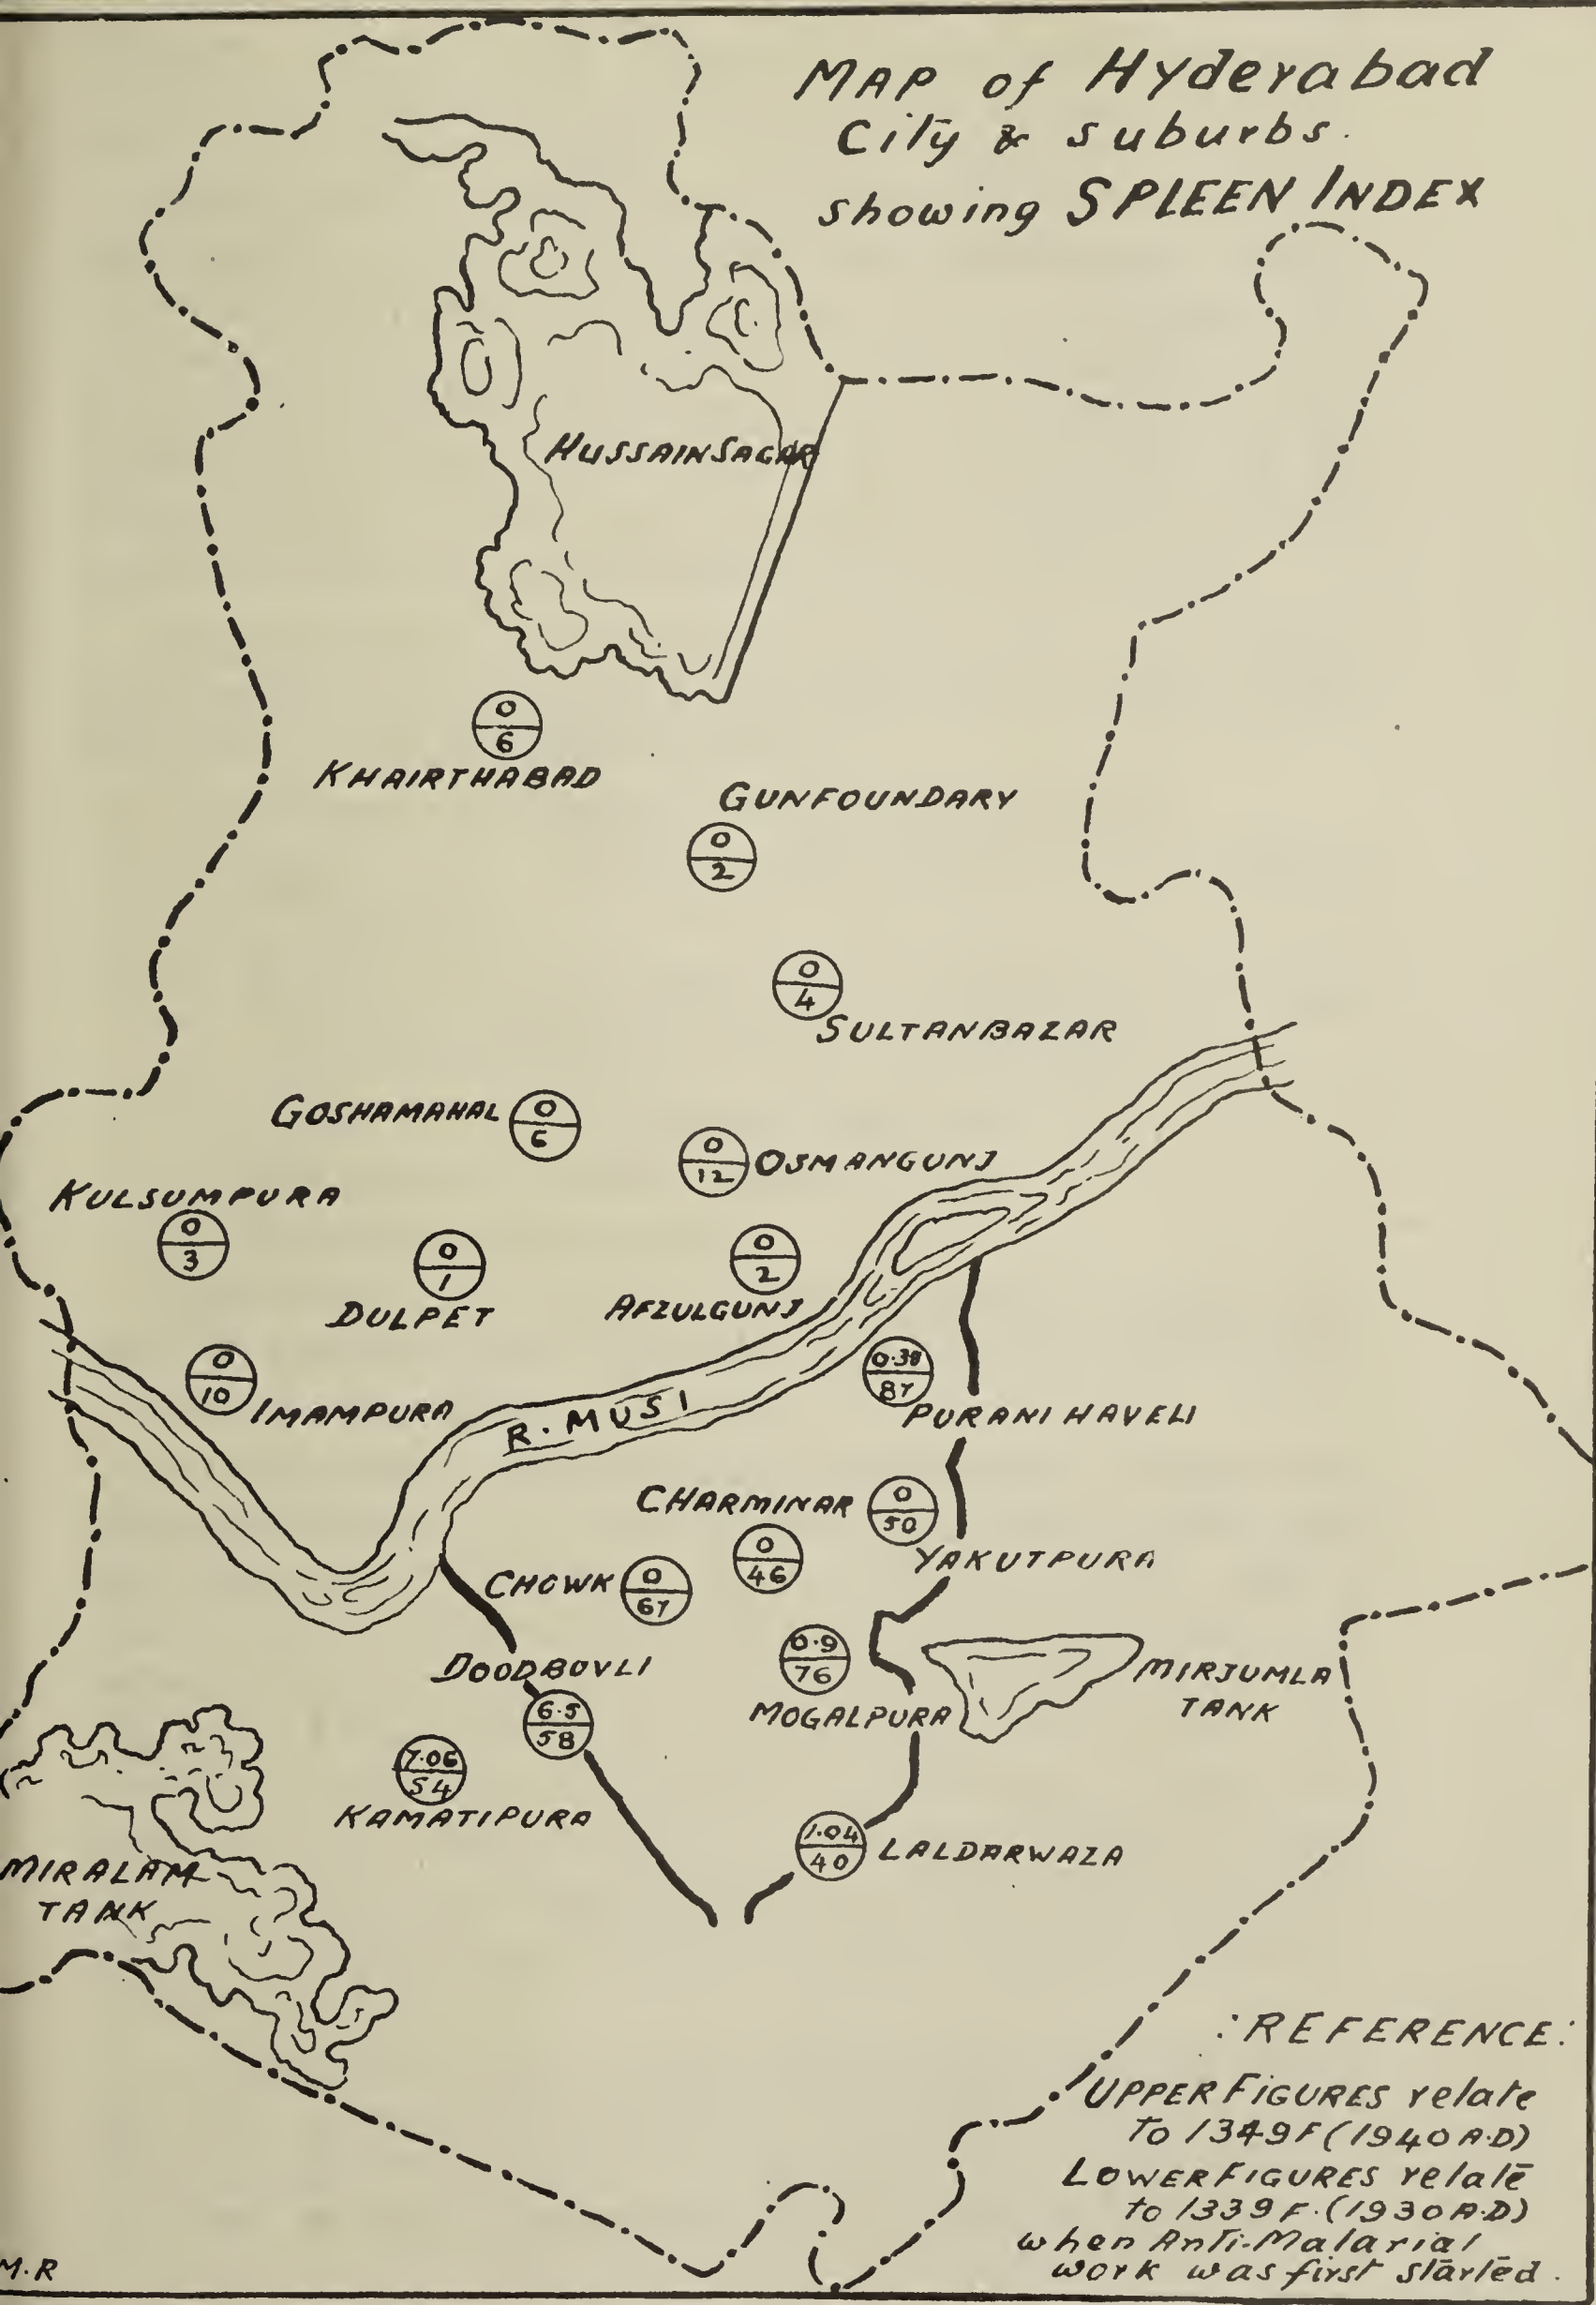 MAP of Hyderabad
City & suburbs.
showing SPLEEN INDEX
HUSSAINSAGAR
0
6
KHAIRTHABAD
GUNFOUNDARY
0
2
0
4
SULTANBAZAR
GOSHAMAHAL
0
6
0
12
OSMANGUNJ
KULSUMPURA
0
3
0
1
DULPET
0
2
AFZULGUNJ
0
10
IMAMPURA
R. MUSI
0.38
87
PURANI HAVELI
CHARMINAR
0
46
0
50
YAKUTPURA
CHOWK
0
67
DOODBOVLI
6.5
58
0.9
76
MOGALPURA
MIRJUMLA
TANK
7.06
54
KAMATIPURA
1.04
40
LALDARWAZA
MIRALAM
TANK
:REFERENCE:
UPPER FIGURES relate
to 1349F (1940 A.D)
LOWER FIGURES relate
to 1339 F. (1930 A.D)
when Anti-Malarial
work was first started.
M.R